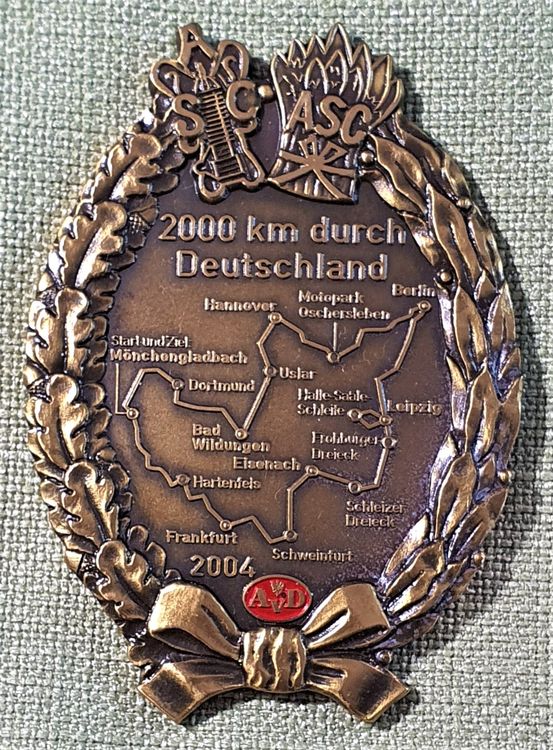 ASSC
ASC
2000 km durch
Deutschland
Hannover
Motopark
Oschersleben
Berlin
Start und Ziel:
Mönchengladbach
Dortmund
Uslar
Halle-Saale-
Schleife
Leipzig
Bad
Wildungen
Frohburger
Dreieck
Eisenach
Hartenfels
Schleizer
Dreieck
Frankfurt
Schweinfurt
2004
AvD